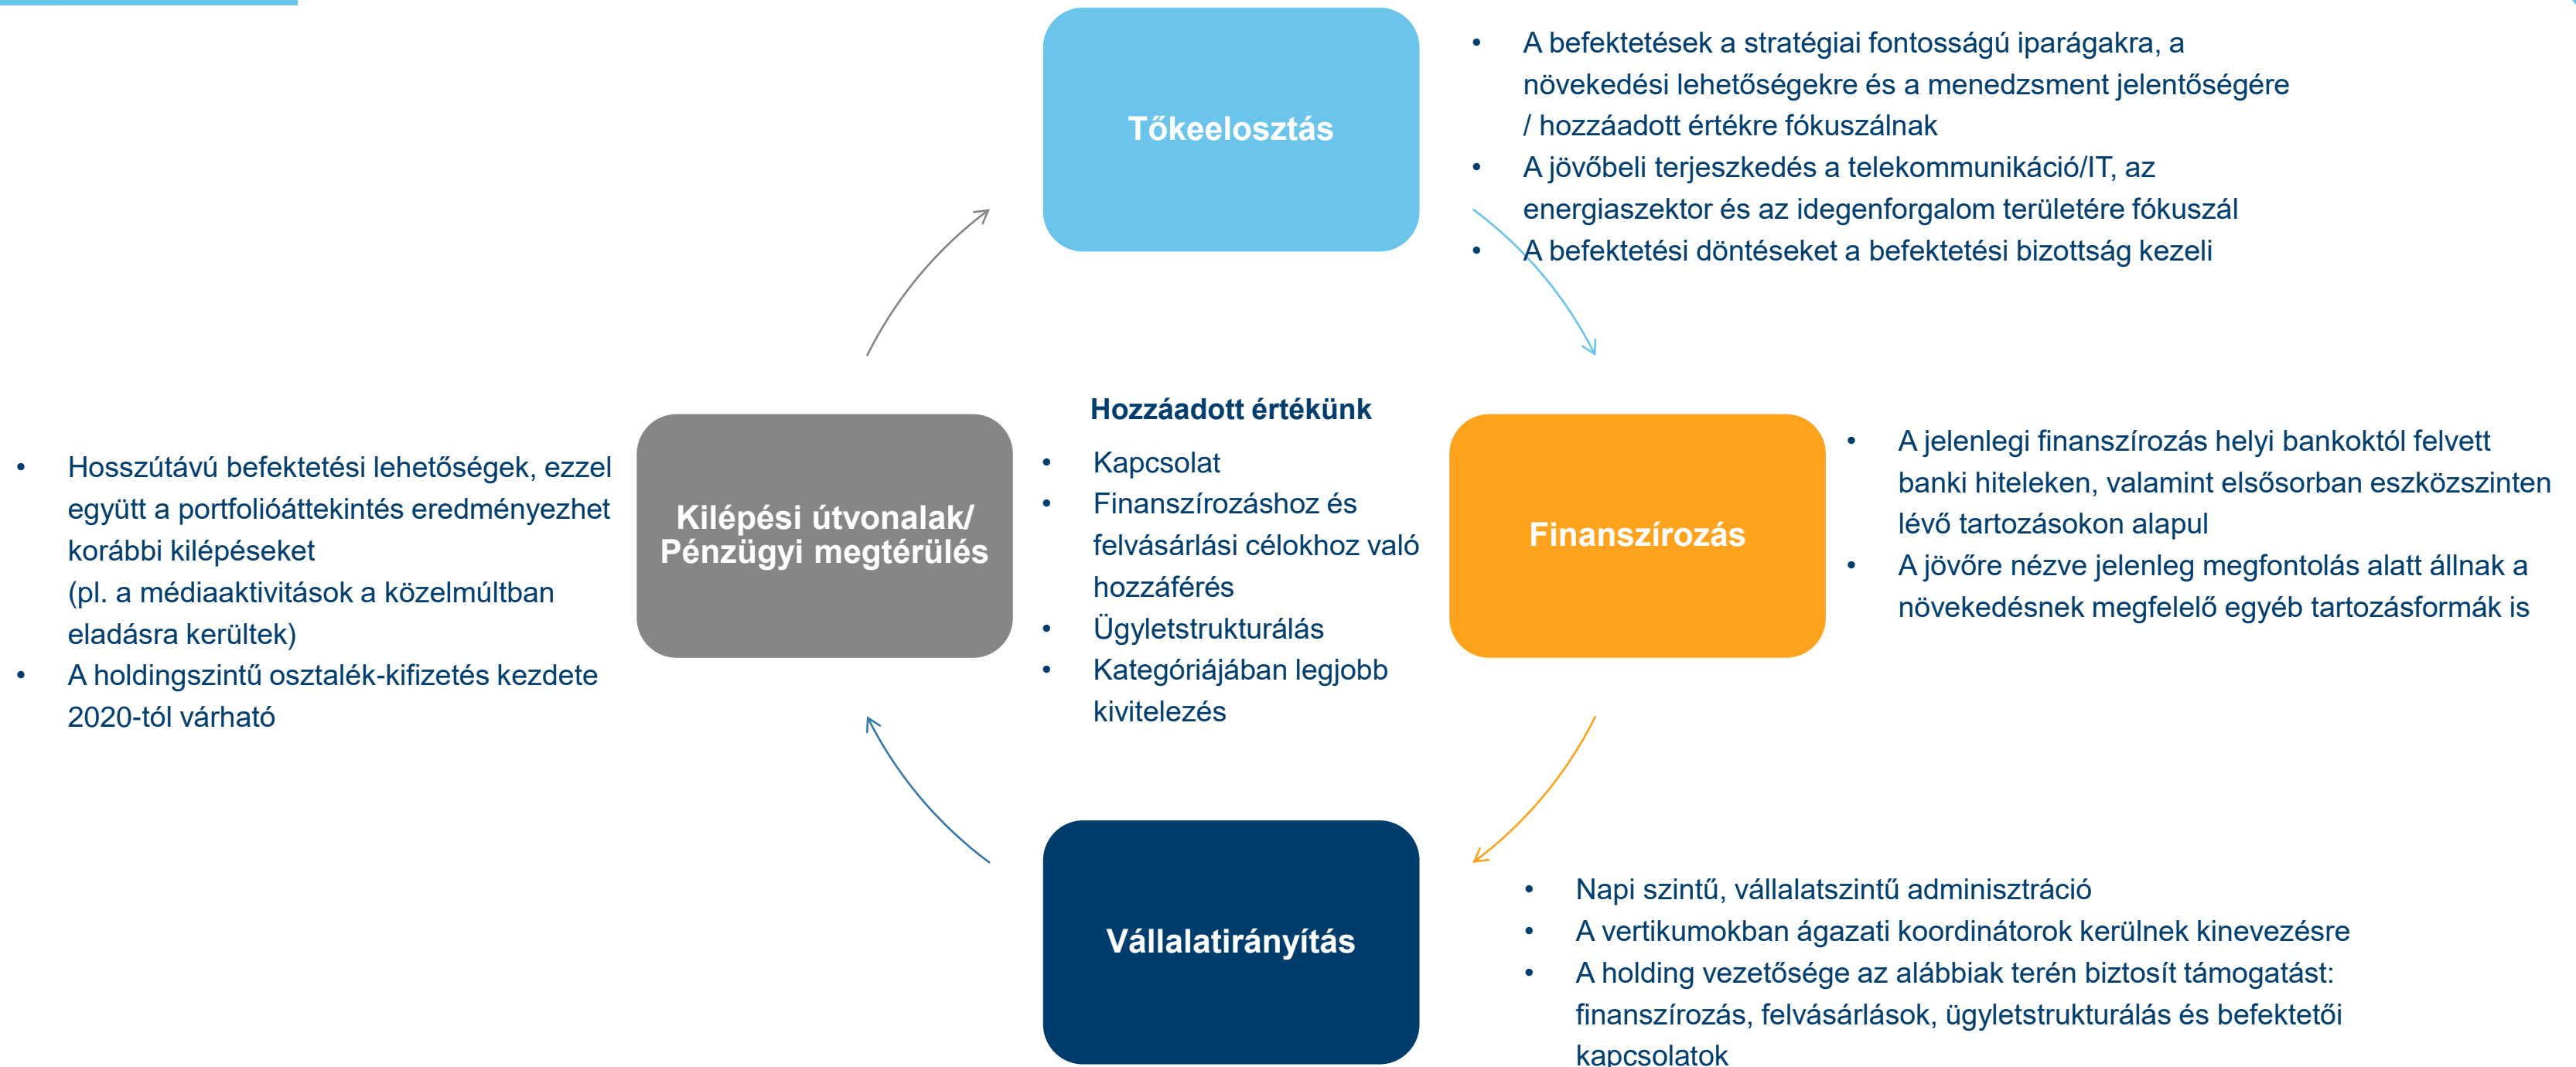 Tőkeelosztás
• A befektetések a stratégiai fontosságú iparágakra, a
növekedési lehetőségekre és a menedzsment jelentőségére
/ hozzáadott értékre fókuszálnak
• A jövőbeli terjeszkedés a telekommunikáció/IT, az
energiaszektor és az idegenforgalom területére fókuszál
• A befektetési döntéseket a befektetési bizottság kezeli
• Hosszútávú befektetési lehetőségek, ezzel
együtt a portfolióáttekintés eredményezhet
korábbi kilépéseket
(pl. a médiaaktivitások a közelmúltban
eladásra kerültek)
• A holdingszintű osztalék-kifizetés kezdete
2020-tól várható
Kilépési útvonalak/
Pénzügyi megtérülés
Hozzáadott értékünk
• Kapcsolat
• Finanszírozáshoz és
felvásárlási célokhoz való
hozzáférés
• Ügyletstrukturálás
• Kategóriájában legjobb
kivitelezés
Finanszírozás
• A jelenlegi finanszírozás helyi bankoktól felvett
banki hiteleken, valamint elsősorban eszközszinten
lévő tartozásokon alapul
• A jövőre nézve jelenleg megfontolás alatt állnak a
növekedésnek megfelelő egyéb tartozásformák is
Vállalatirányítás
• Napi szintű, vállalatszintű adminisztráció
• A vertikumokban ágazati koordinátorok kerülnek kinevezésre
• A holding vezetősége az alábbiak terén biztosít támogatást:
finanszírozás, felvásárlások, ügyletstrukturálás és befektetői
kapcsolatok